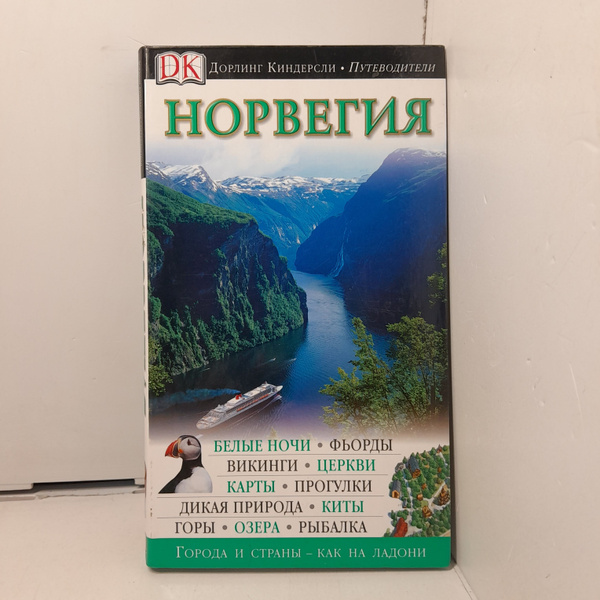 DK Дорлинг Киндерсли • Путеводители
НОРВЕГИЯ
БЕЛЫЕ НОЧИ • ФЬОРДЫ
ВИКИНГИ • ЦЕРКВИ
КАРТЫ • ПРОГУЛКИ
ДИКАЯ ПРИРОДА • КИТЫ
ГОРЫ • ОЗЕРА • РЫБАЛКА
Города и страны – как на ладони